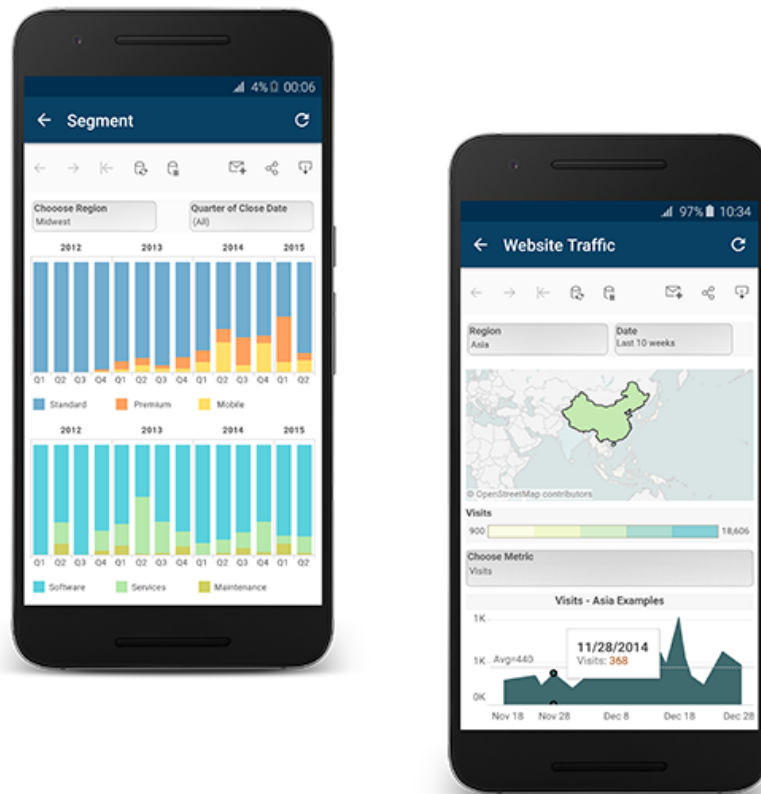 4% 00:06
Segment
Chooose Region
Midwest
Quarter of Close Date
(All)
2012 2013 2014 2015
Q1 Q2 Q3 Q4 Q1 Q2 Q3 Q4 Q1 Q2 Q3 Q4 Q1 Q2
Standard Premium Mobile
2012 2013 2014 2015
Q1 Q2 Q3 Q4 Q1 Q2 Q3 Q4 Q1 Q2 Q3 Q4 Q1 Q2
Software Services Maintenance
97% 10:34
Website Traffic
Region
Asia
Date
Last 10 weeks
© OpenStreetMap contributors
Visits
900 18,606
Choose Metric
Visits
Visits - Asia Examples
1K
11/28/2014
Visits: 368
1K Avg=440
0K
Nov 18 Nov 28 Dec 8 Dec 18 Dec 28